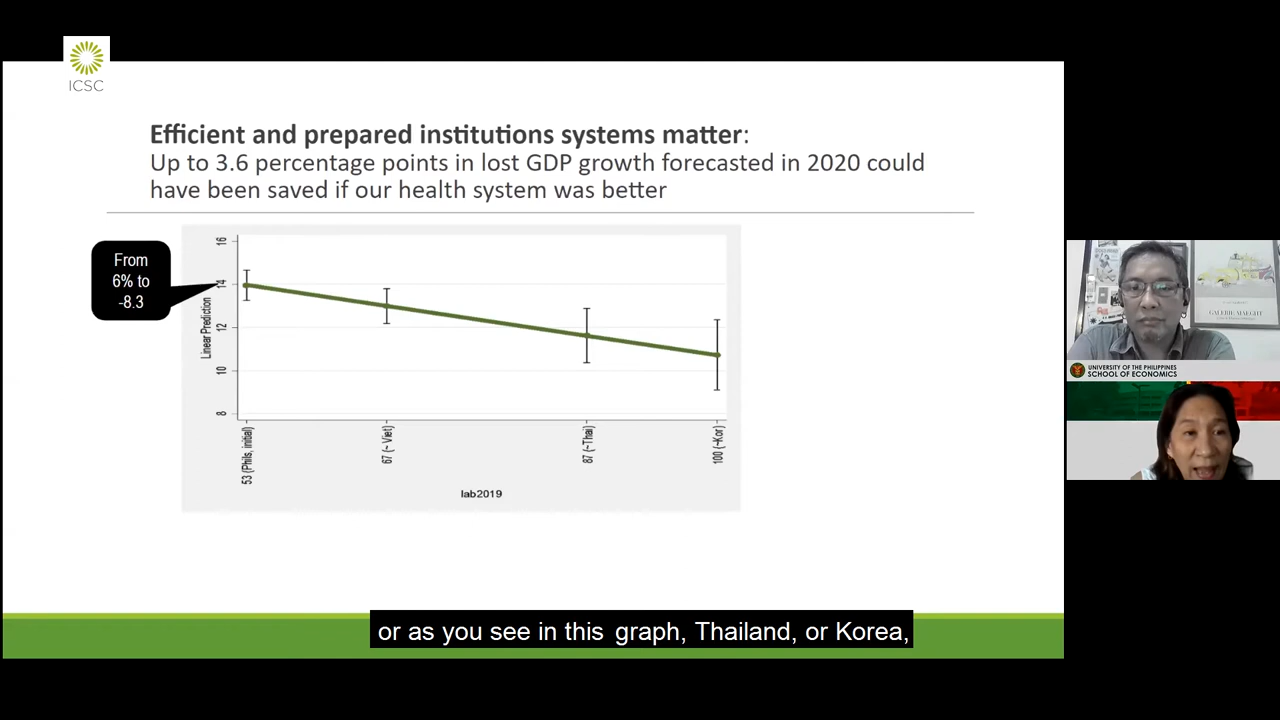 ICSC
Efficient and prepared institutions systems matter:
Up to 3.6 percentage points in lost GDP growth forecasted in 2020 could
have been saved if our health system was better
From
6% to
-8.3
16
14
12
10
8
Linear Prediction
53 (Phils, initial)
67 (~ Viet)
87 (~Thai)
100 (~Kor)
lab2019
GALERIE MAEGHT
UNIVERSITY OF THE PHILIPPINES
SCHOOL OF ECONOMICS
or as you see in this graph, Thailand, or Korea,